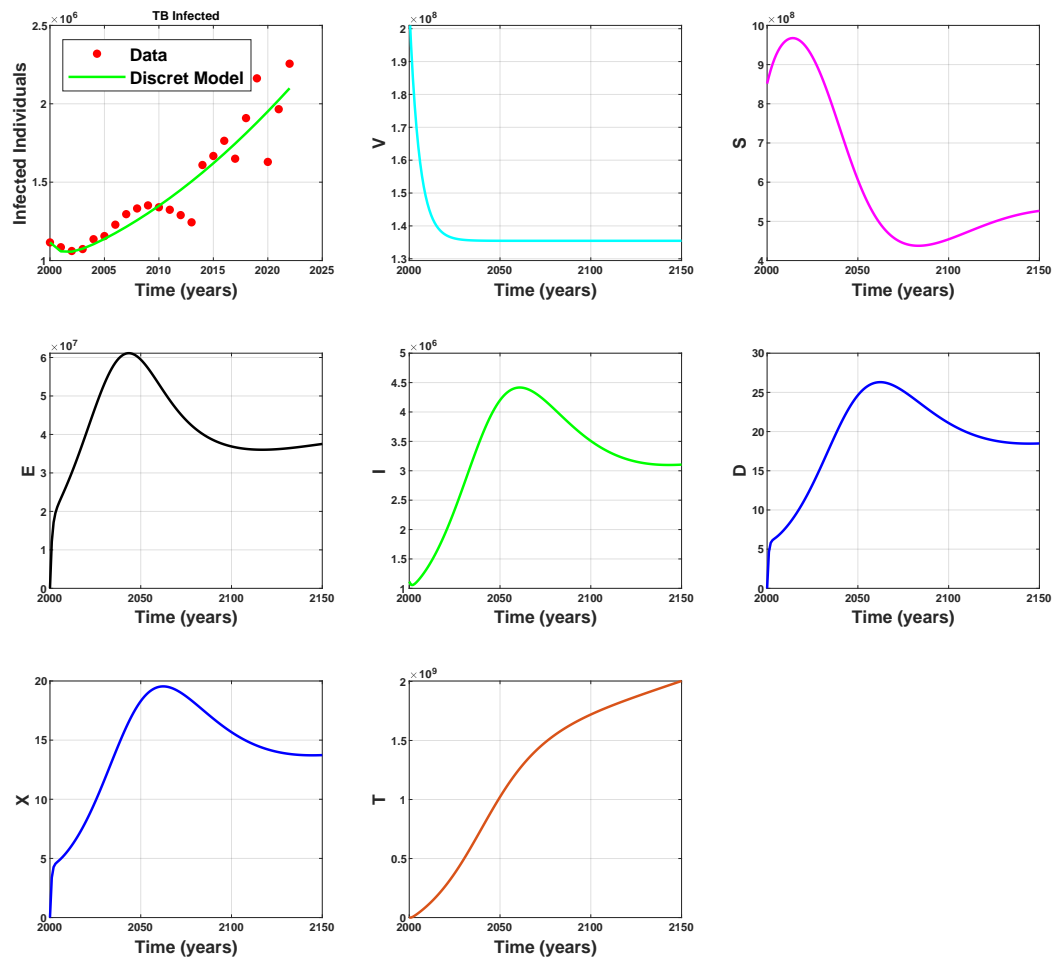 TB Infected
×10^6
2.5
2
1.5
1
Infected Individuals
Data
Discret Model
2000 2005 2010 2015 2020 2025
Time (years)
×10^8
2
1.9
1.8
1.7
1.6
1.5
1.4
1.3
V
2000 2050 2100 2150
Time (years)
×10^8
10
9
8
7
6
5
4
S
2000 2050 2100 2150
Time (years)
×10^7
6
5
4
3
2
1
0
E
2000 2050 2100 2150
Time (years)
×10^6
5
4.5
4
3.5
3
2.5
2
1.5
1
I
2000 2050 2100 2150
Time (years)
30
25
20
15
10
5
0
D
2000 2050 2100 2150
Time (years)
20
15
10
5
0
X
2000 2050 2100 2150
Time (years)
×10^9
2
1.5
1
0.5
0
T
2000 2050 2100 2150
Time (years)